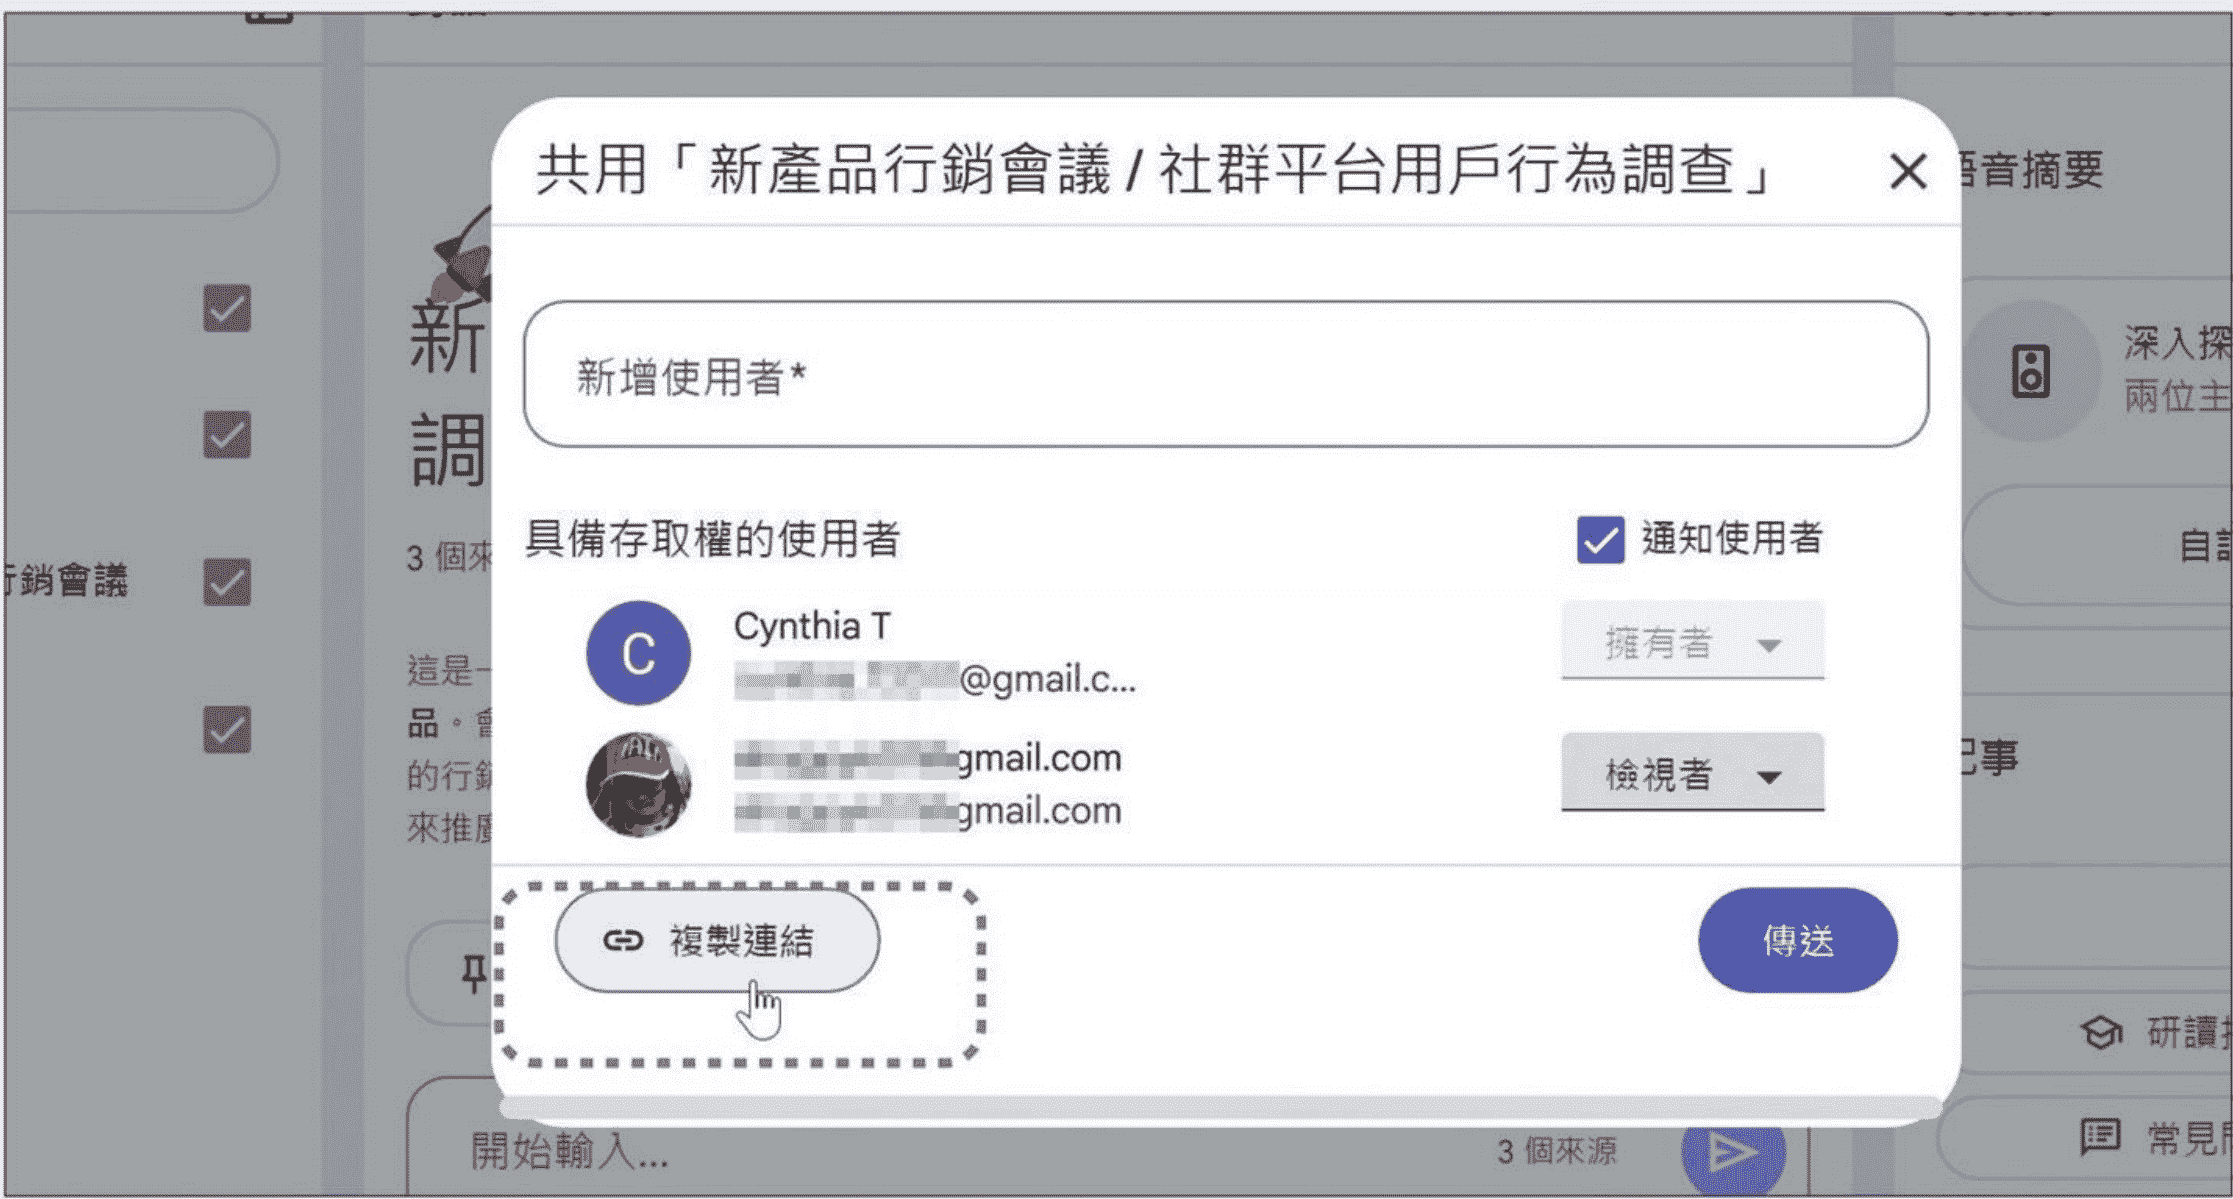 共用「新產品行銷會議 / 社群平台用戶行為調查」
新增使用者*
具備存取權的使用者
通知使用者
C
Cynthia T
@gmail.c...
擁有者
gmail.com
gmail.com
檢視者
複製連結
傳送
行銷會議
新
調
3 個來
這是一
品。會
的行銷
來推廣
開始輸入...
3 個來源
語音摘要
深入探
兩位主
自訂
記事
研讀指
常見問